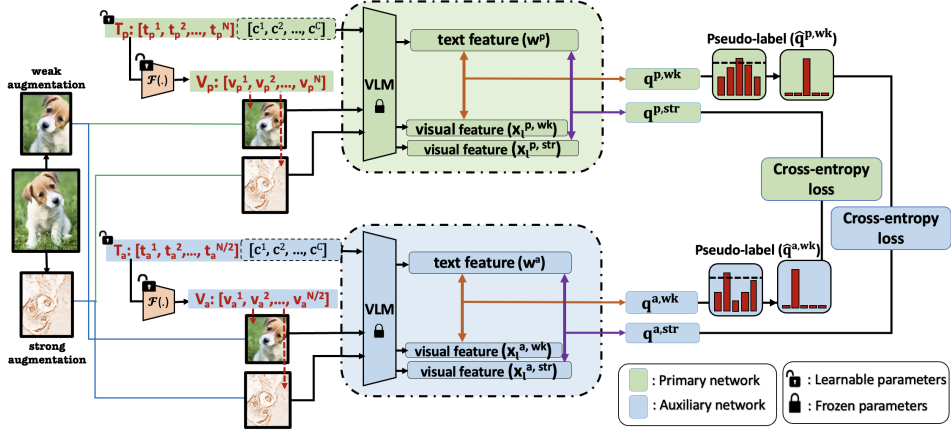 Tₚ: [tₚ¹, tₚ²,..., tₚᴺ] [c¹, c², ..., cᶜ]
F(.)
Vₚ: [vₚ¹, vₚ²,..., vₚᴺ]
weak
augmentation
strong
augmentation
VLM
text feature (wᵖ)
visual feature (xₗᵖ, ʷᵏ)
visual feature (xₗᵖ, ˢᵗʳ)
q^p,wk
q^p,str
Pseudo-label (q̂^p,wk)
Cross-entropy
loss
Cross-entropy
loss
Tₐ: [tₐ¹, tₐ²,..., tₐᴺ/²] [c¹, c², ..., cᶜ]
F(.)
Vₐ: [vₐ¹, vₐ²,..., vₐᴺ/²]
VLM
text feature (wᵃ)
visual feature (xₗᵃ, ʷᵏ)
visual feature (xₗᵃ, ˢᵗʳ)
q^a,wk
q^a,str
Pseudo-label (q̂^a,wk)
: Primary network
: Auxiliary network
: Learnable parameters
: Frozen parameters